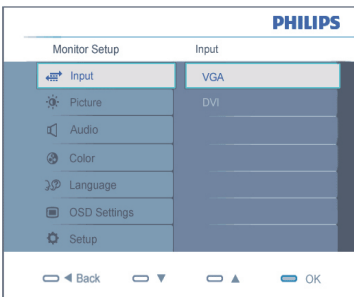 PHILIPS
Monitor Setup Input
Input VGA
Picture DVI
Audio
Color
Language
OSD Settings
Setup
Back OK